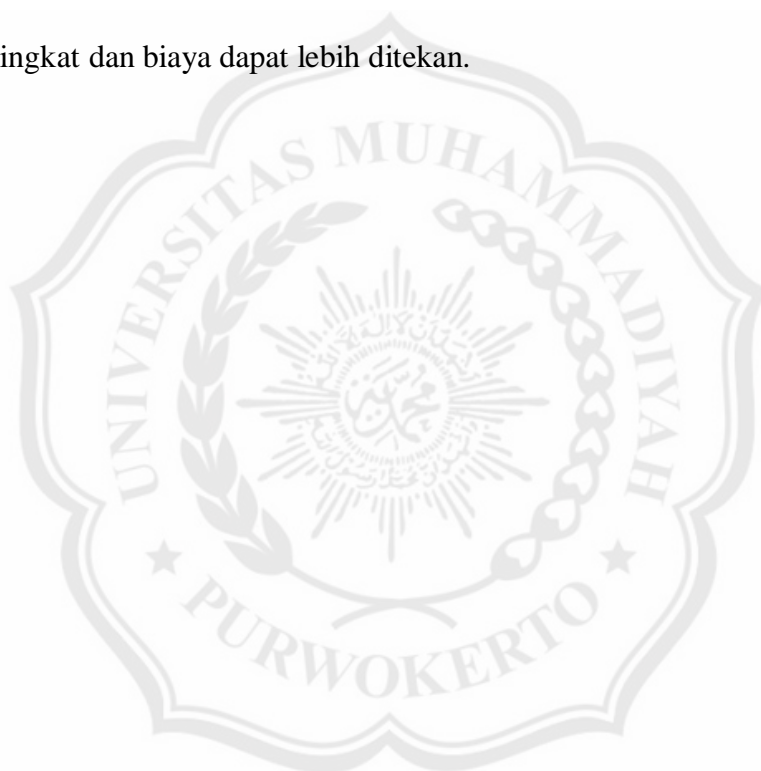 ingkat dan biaya dapat lebih ditekan.
UNIVERSITAS MUHAMMADIYAH
PURWOKERTO